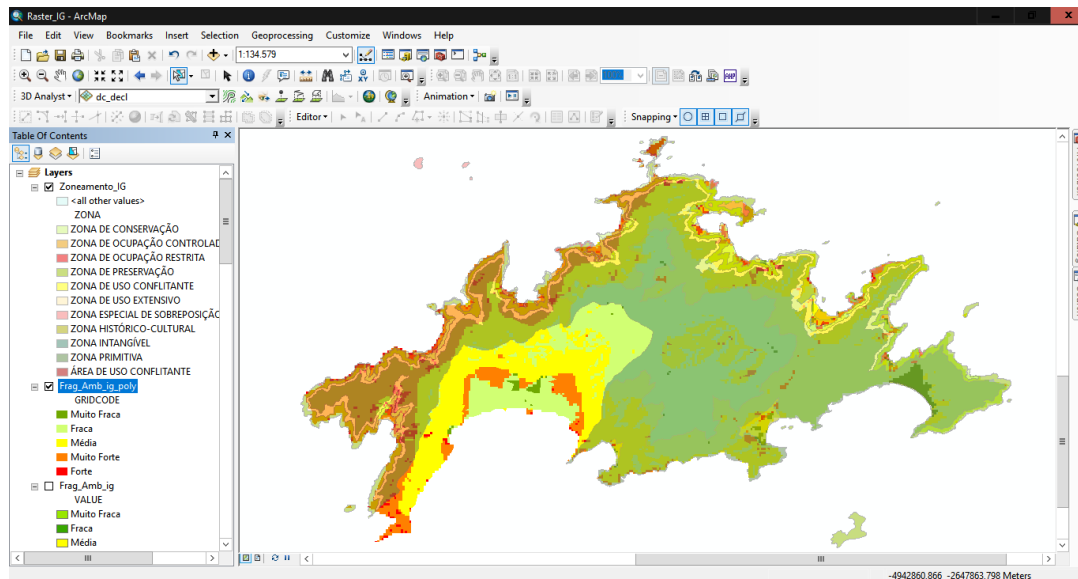 Raster_IG - ArcMap
X
File Edit View Bookmarks Insert Selection Geoprocessing Customize Windows Help
1:134.579
3D Analyst dc_decl Animation
Editor Snapping
Table Of Contents
Layers
Zoneamento_IG
<all other values>
ZONA
ZONA DE CONSERVAÇÃO
ZONA DE OCUPAÇÃO CONTROLAD
ZONA DE OCUPAÇÃO RESTRITA
ZONA DE PRESERVAÇÃO
ZONA DE USO CONFLITANTE
ZONA DE USO EXTENSIVO
ZONA ESPECIAL DE SOBREPOSIÇÃO
ZONA HISTÓRICO-CULTURAL
ZONA INTANGÍVEL
ZONA PRIMITIVA
ÁREA DE USO CONFLITANTE
Frag_Amb_ig_poly
GRIDCODE
Muito Fraca
Fraca
Média
Muito Forte
Forte
Frag_Amb_ig
VALUE
Muito Fraca
Fraca
Média
-4942860.866 -2647863.798 Meters